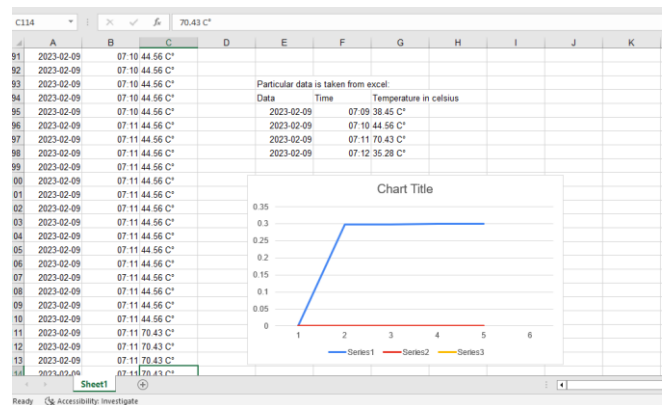 C114 fx 70.43 C°
A B C D E F G H I J K
91 2023-02-09 07:10 44.56 C°
92 2023-02-09 07:10 44.56 C°
93 2023-02-09 07:10 44.56 C° Particular data is taken from excel:
94 2023-02-09 07:10 44.56 C° Data Time Temperature in celsius
95 2023-02-09 07:10 44.56 C° 2023-02-09 07:09 38.45 C°
96 2023-02-09 07:11 44.56 C° 2023-02-09 07:10 44.56 C°
97 2023-02-09 07:11 44.56 C° 2023-02-09 07:11 70.43 C°
98 2023-02-09 07:11 44.56 C° 2023-02-09 07:12 35.28 C°
99 2023-02-09 07:11 44.56 C°
00 2023-02-09 07:11 44.56 C°
01 2023-02-09 07:11 44.56 C°
02 2023-02-09 07:11 44.56 C°
03 2023-02-09 07:11 44.56 C°
04 2023-02-09 07:11 44.56 C°
05 2023-02-09 07:11 44.56 C°
06 2023-02-09 07:11 44.56 C°
07 2023-02-09 07:11 44.56 C°
08 2023-02-09 07:11 44.56 C°
09 2023-02-09 07:11 44.56 C°
10 2023-02-09 07:11 44.56 C°
11 2023-02-09 07:11 70.43 C°
12 2023-02-09 07:11 70.43 C°
13 2023-02-09 07:11 70.43 C°
14 2023-02-09 07:11 70.43 C°
Chart Title
0.35
0.3
0.25
0.2
0.15
0.1
0.05
0
1 2 3 4 5 6
Series1 Series2 Series3
Sheet1
Ready Accessibility: Investigate